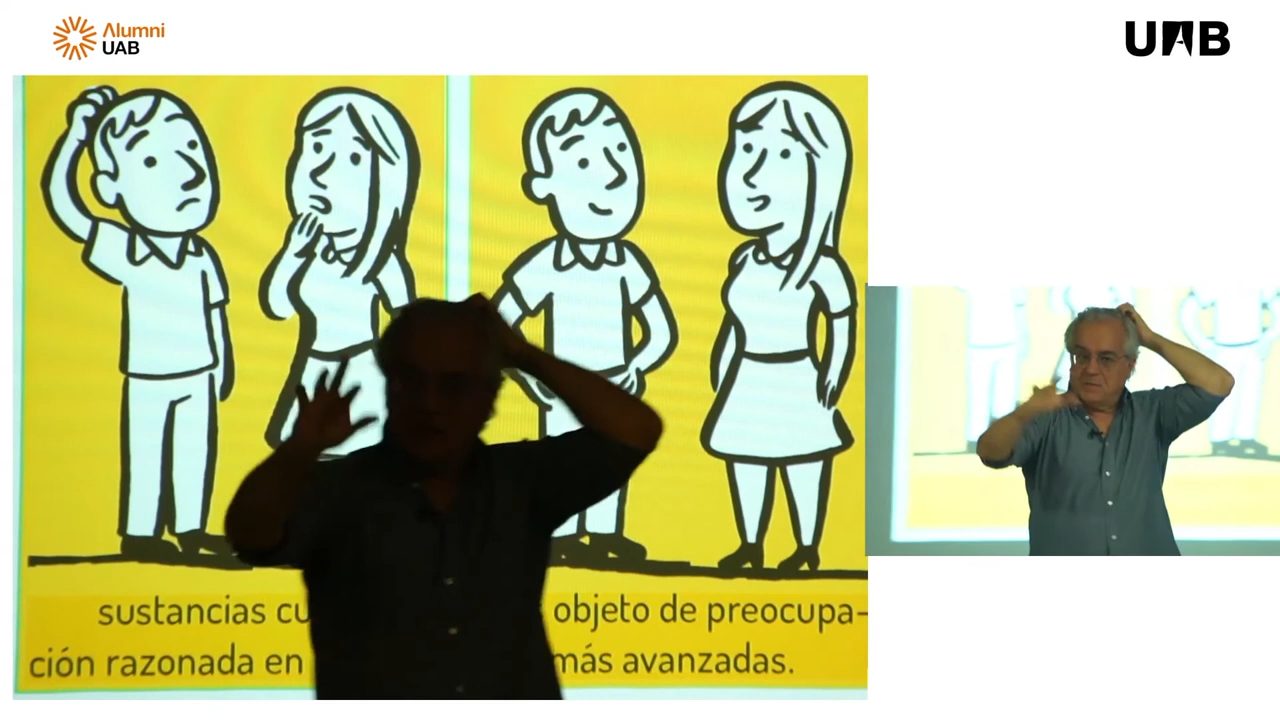 Alumni
UAB
UAB
sustancias cu objeto de preocupa-
ción razonada en más avanzadas.